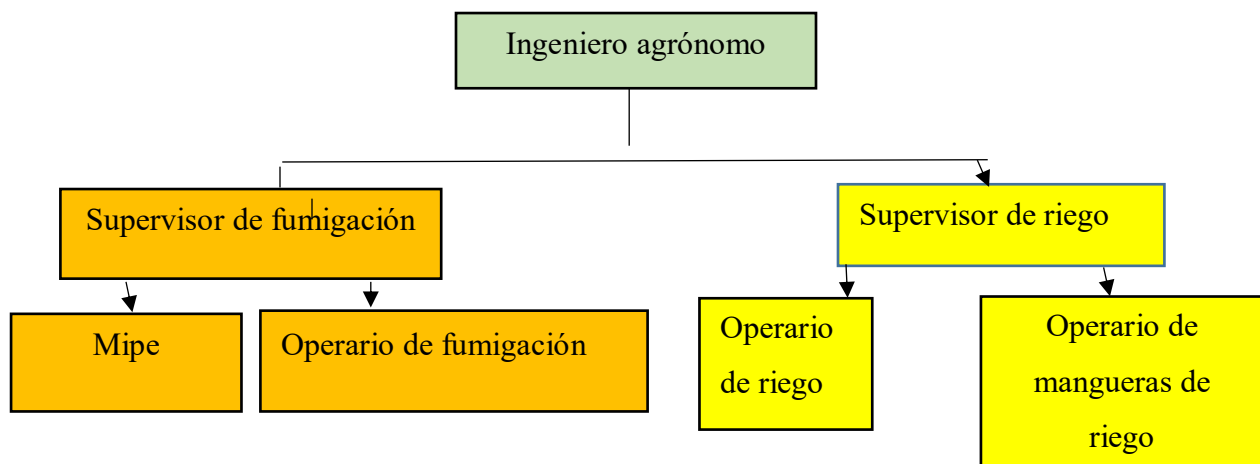 Ingeniero agrónomo
Supervisor de fumigación
Supervisor de riego
Mipe
Operario de fumigación
Operario
de riego
Operario de
mangueras de
riego